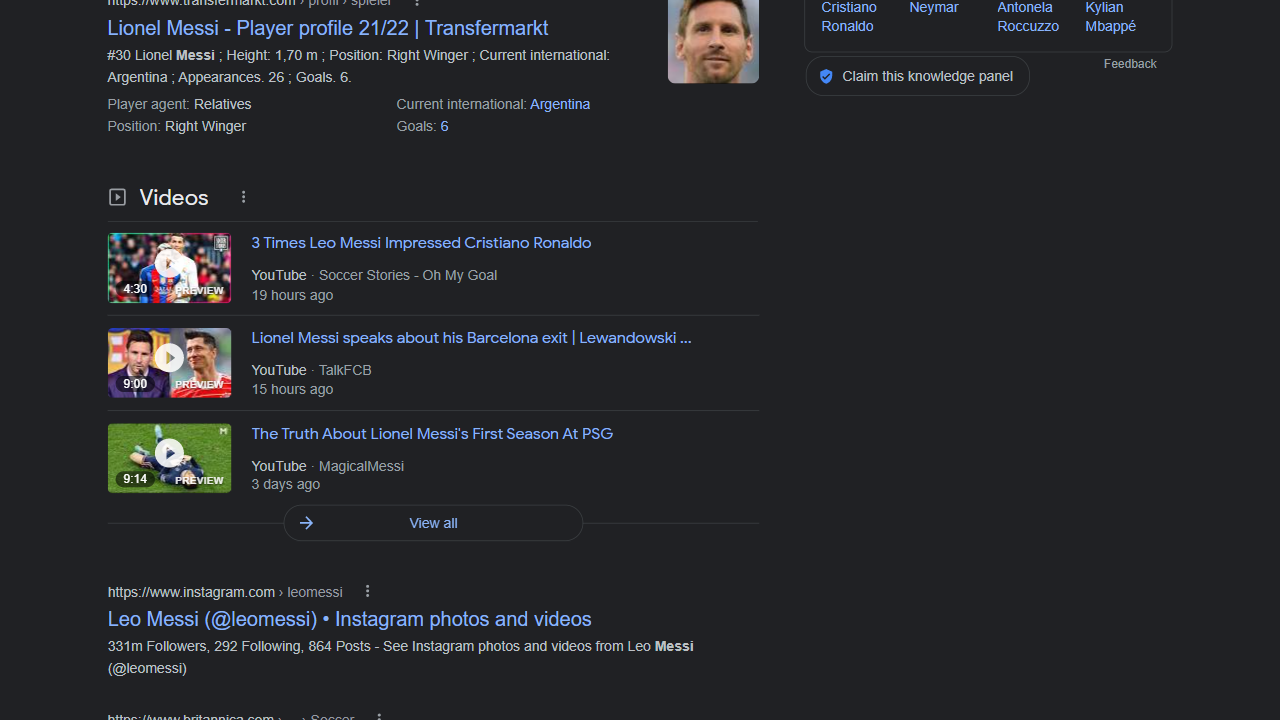 https://www.transfermarkt.com › profil › spieler
Lionel Messi - Player profile 21/22 | Transfermarkt
#30 Lionel Messi ; Height: 1,70 m ; Position: Right Winger ; Current international:
Argentina ; Appearances. 26 ; Goals. 6.
Player agent: Relatives
Current international: Argentina
Position: Right Winger
Goals: 6
Videos
3 Times Leo Messi Impressed Cristiano Ronaldo
YouTube · Soccer Stories - Oh My Goal
19 hours ago
4:30
PREVIEW
Lionel Messi speaks about his Barcelona exit | Lewandowski ...
YouTube · TalkFCB
15 hours ago
9:00
PREVIEW
The Truth About Lionel Messi's First Season At PSG
YouTube · MagicalMessi
3 days ago
9:14
PREVIEW
View all
https://www.instagram.com › leomessi
Leo Messi (@leomessi) • Instagram photos and videos
331m Followers, 292 Following, 864 Posts - See Instagram photos and videos from Leo Messi
(@leomessi)
https://www.britannica.com › ... › Soccer
Cristiano
Ronaldo
Neymar
Antonela
Roccuzzo
Kylian
Mbappé
Feedback
Claim this knowledge panel